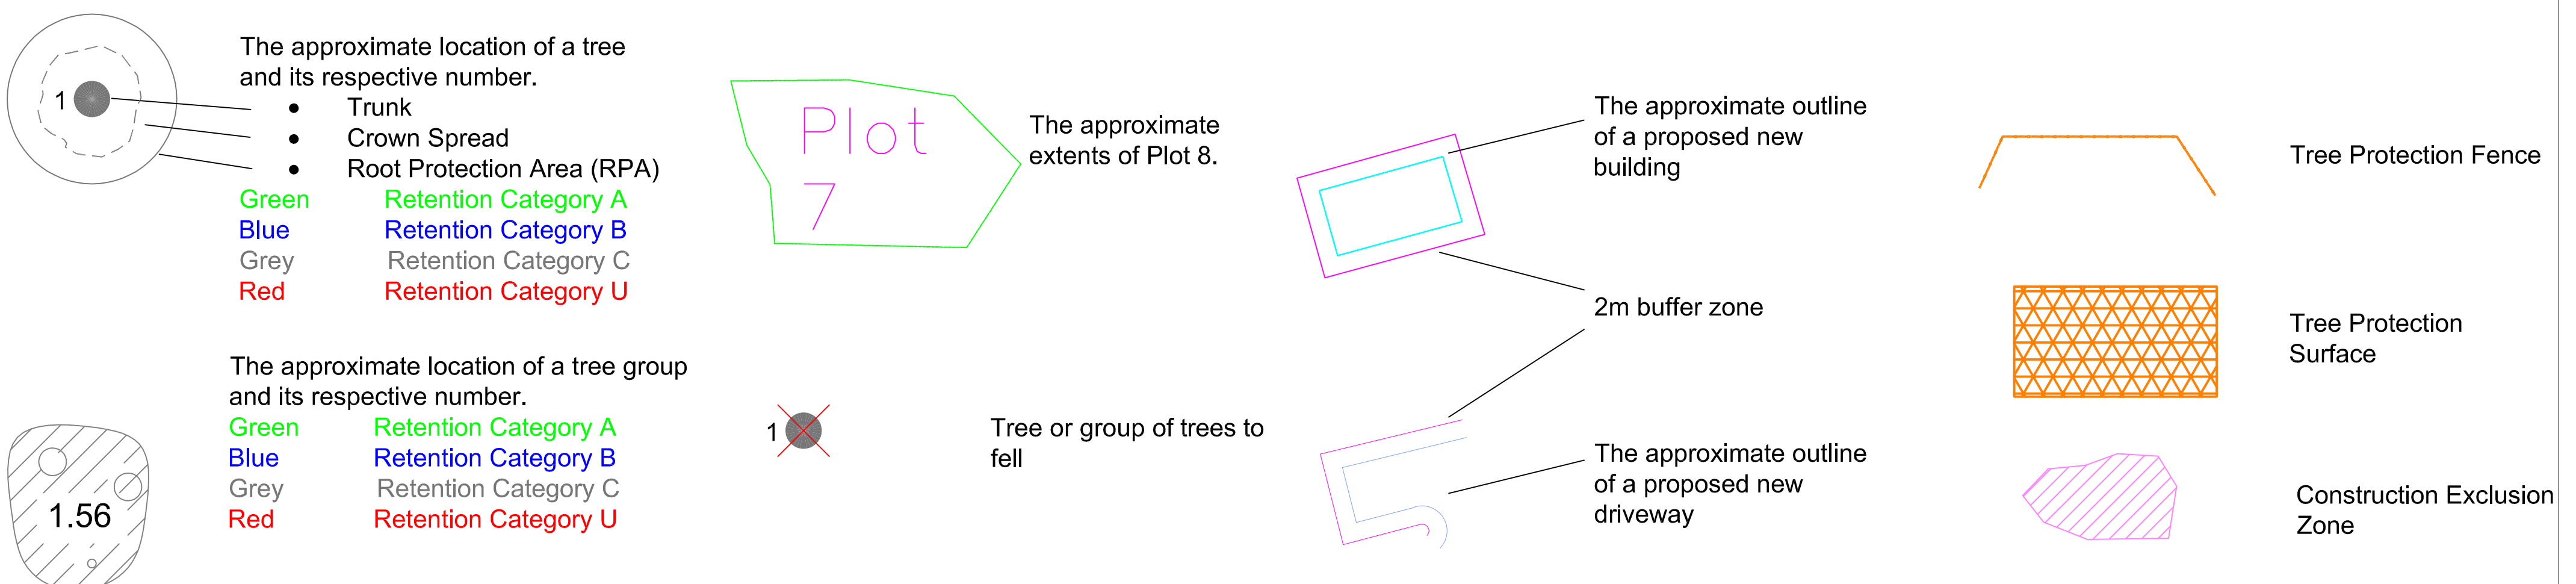 1
The approximate location of a tree
and its respective number.
• Trunk
• Crown Spread
• Root Protection Area (RPA)
Green Retention Category A
Blue Retention Category B
Grey Retention Category C
Red Retention Category U
1.56
The approximate location of a tree group
and its respective number.
Green Retention Category A
Blue Retention Category B
Grey Retention Category C
Red Retention Category U
Plot
7
The approximate
extents of Plot 8.
1
Tree or group of trees to
fell
The approximate outline
of a proposed new
building
2m buffer zone
The approximate outline
of a proposed new
driveway
Tree Protection Fence
Tree Protection
Surface
Construction Exclusion
Zone